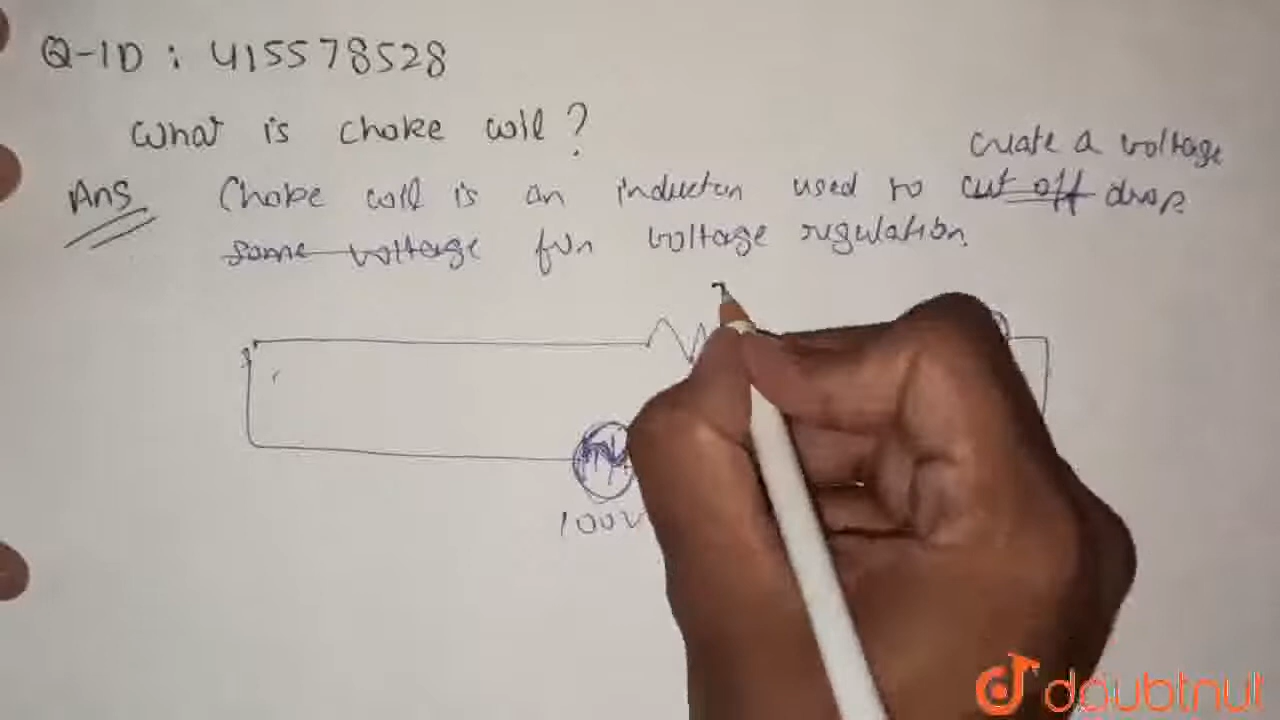 Q-ID : 415578528
What is choke coil ?
create a voltage
Ans Choke coil is an inductor used to cut off drop
some voltage for voltage regulation.
100V
doubtnut